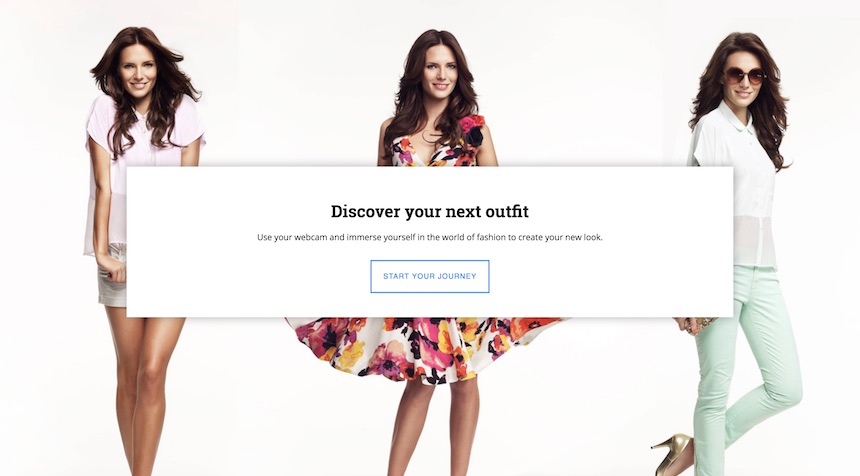 Discover your next outfit
Use your webcam and immerse yourself in the world of fashion to create your new look.
START YOUR JOURNEY